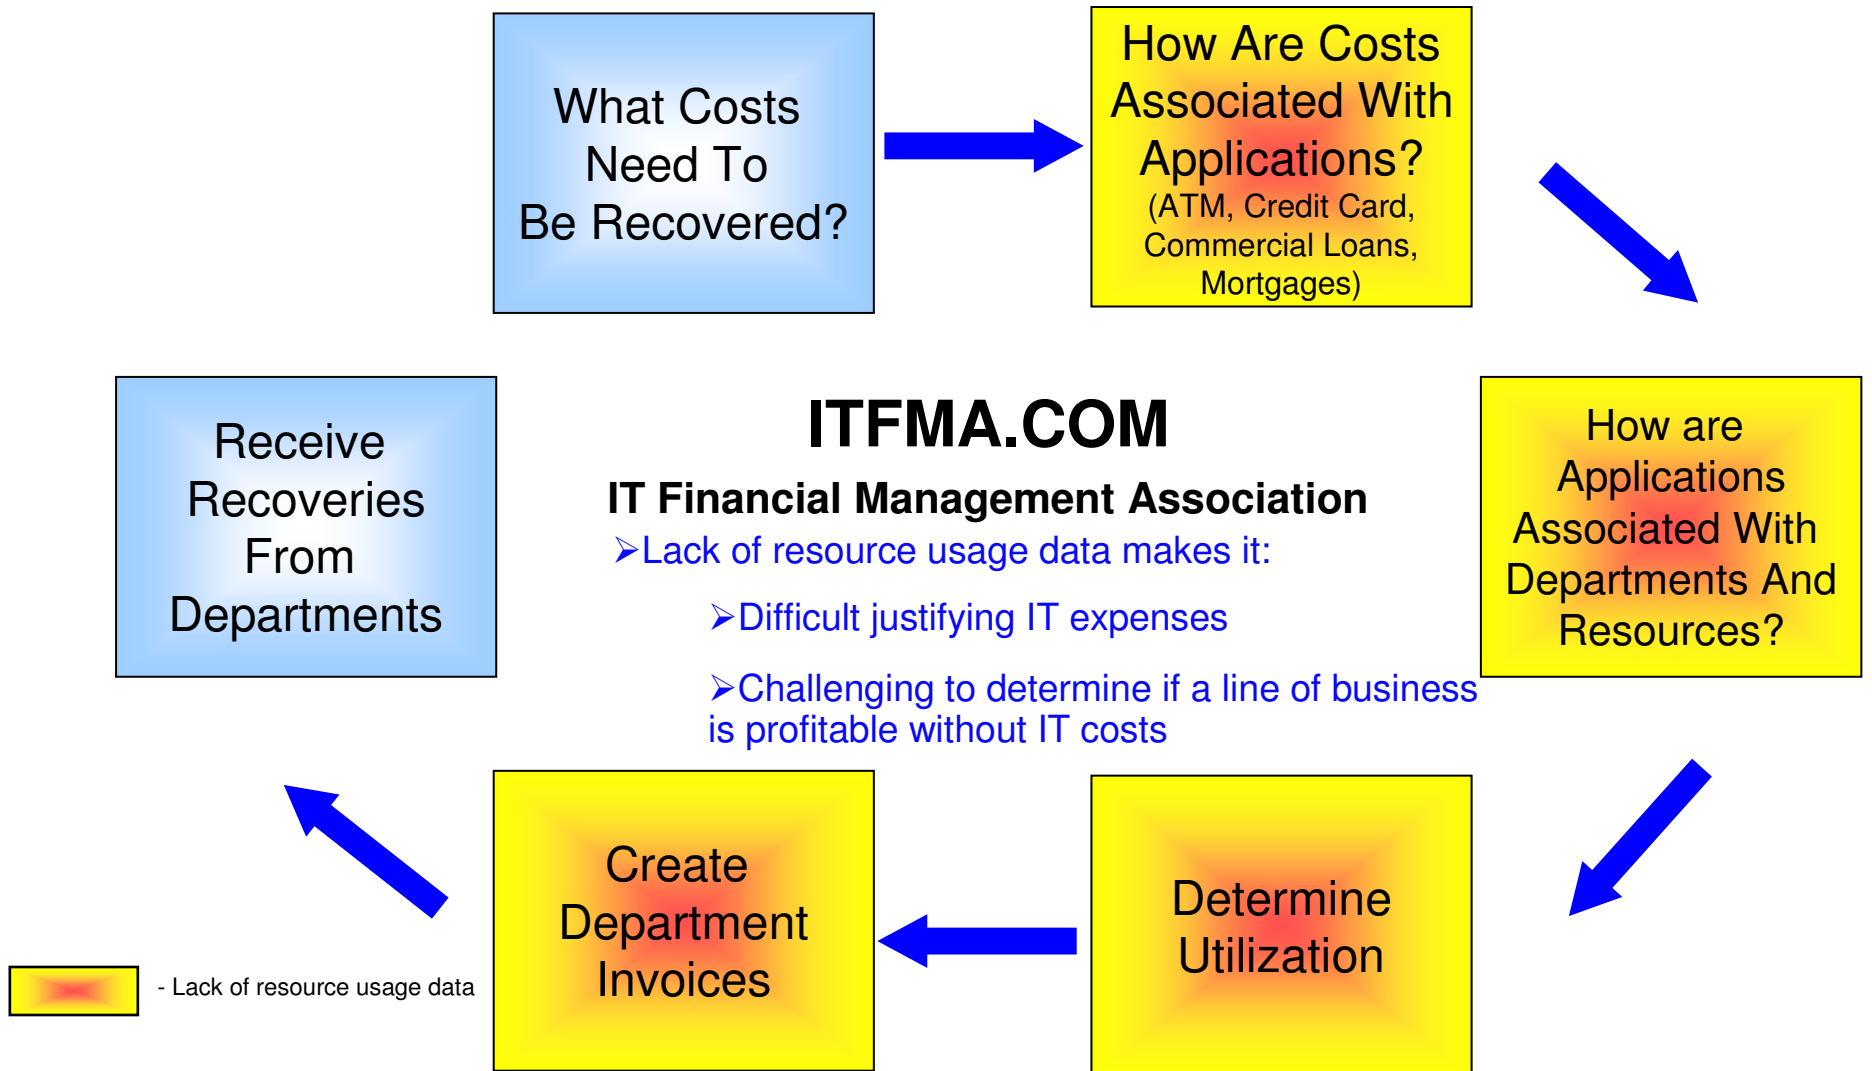 What Costs
Need To
Be Recovered?
How Are Costs
Associated With
Applications?
(ATM, Credit Card,
Commercial Loans,
Mortgages)
How are
Applications
Associated With
Departments And
Resources?
Determine
Utilization
Create
Department
Invoices
Receive
Recoveries
From
Departments
ITFMA.COM
IT Financial Management Association
➢Lack of resource usage data makes it:
➢Difficult justifying IT expenses
➢Challenging to determine if a line of business
is profitable without IT costs
- Lack of resource usage data